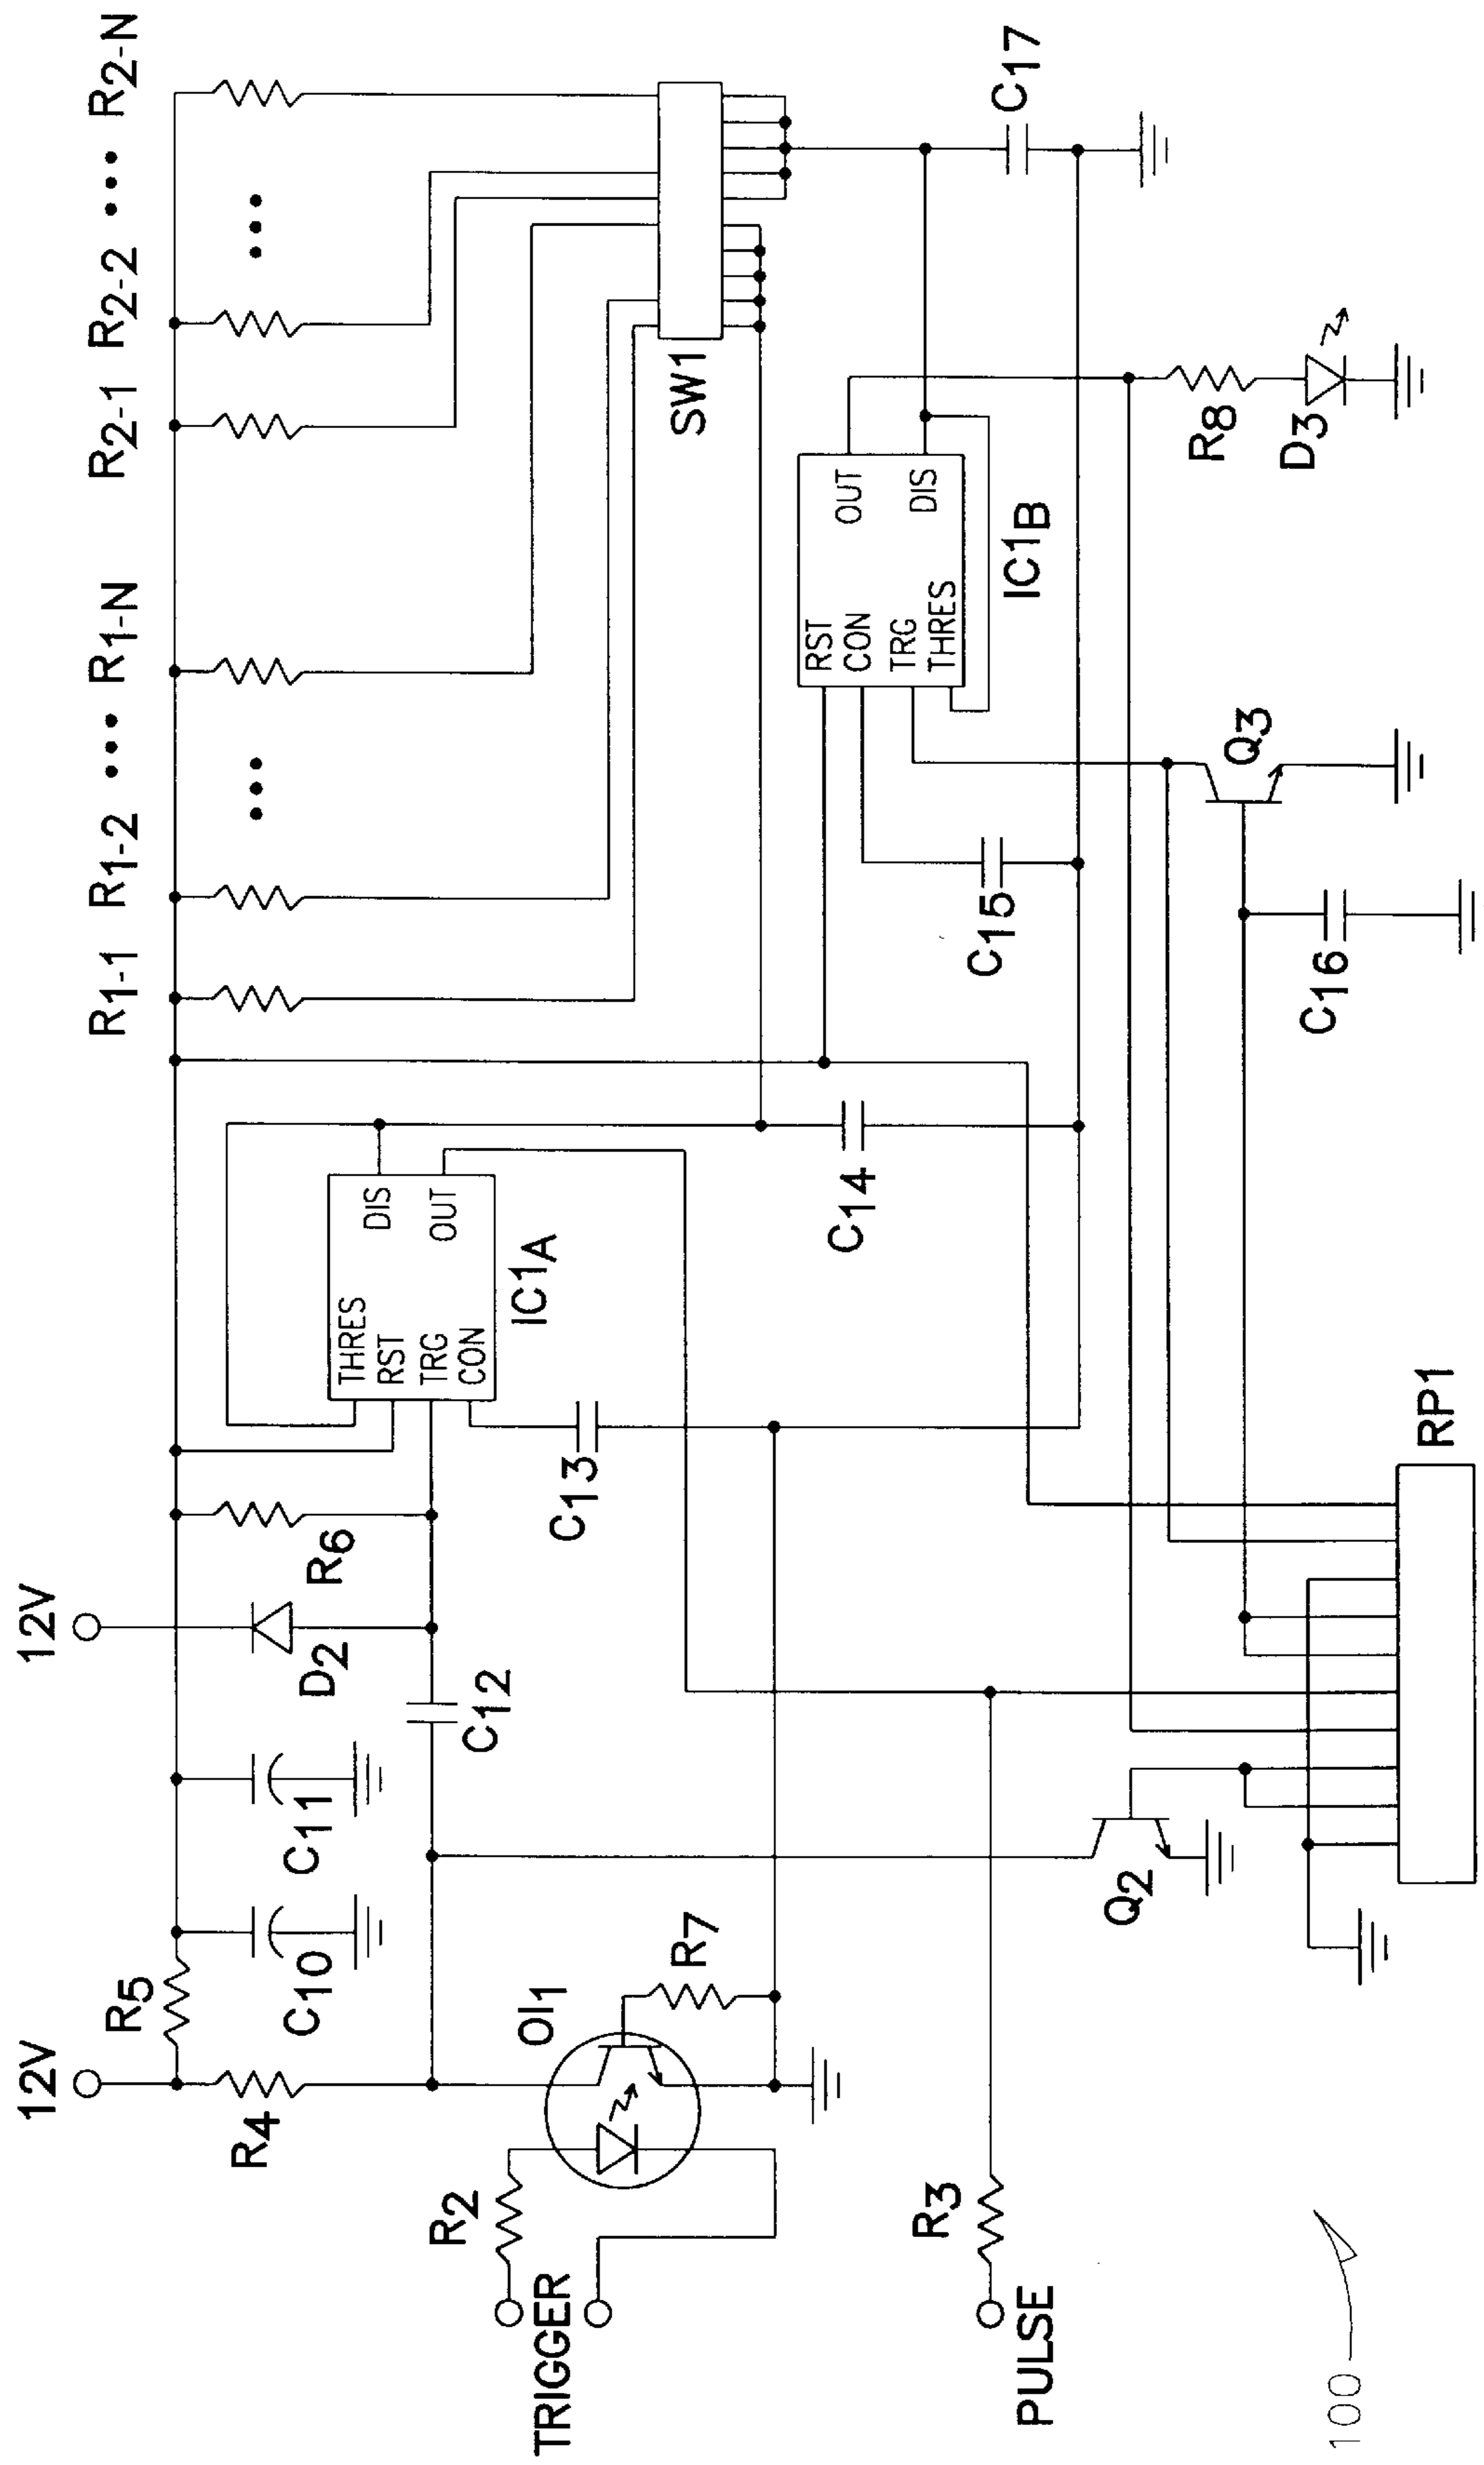 12V
12V
R5
R4
C10
C11
D2
R6
R1-1 R1-2 ••• R1-N
R2-1 R2-2 ••• R2-N
•••
•••
THRES
RST
TRG
CON
DIS
OUT
IC1A
C12
C13
C14
SW1
TRIGGER
R2
OI1
R7
RST
CON
TRG
THRES
OUT
DIS
IC1B
C15
C17
PULSE
R3
Q2
RP1
Q3
C16
R8
D3
100